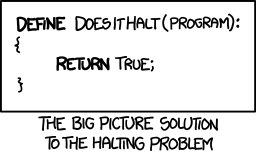 DEFINE DOESITHALT(PROGRAM):
{
RETURN TRUE;
}
THE BIG PICTURE SOLUTION
TO THE HALTING PROBLEM